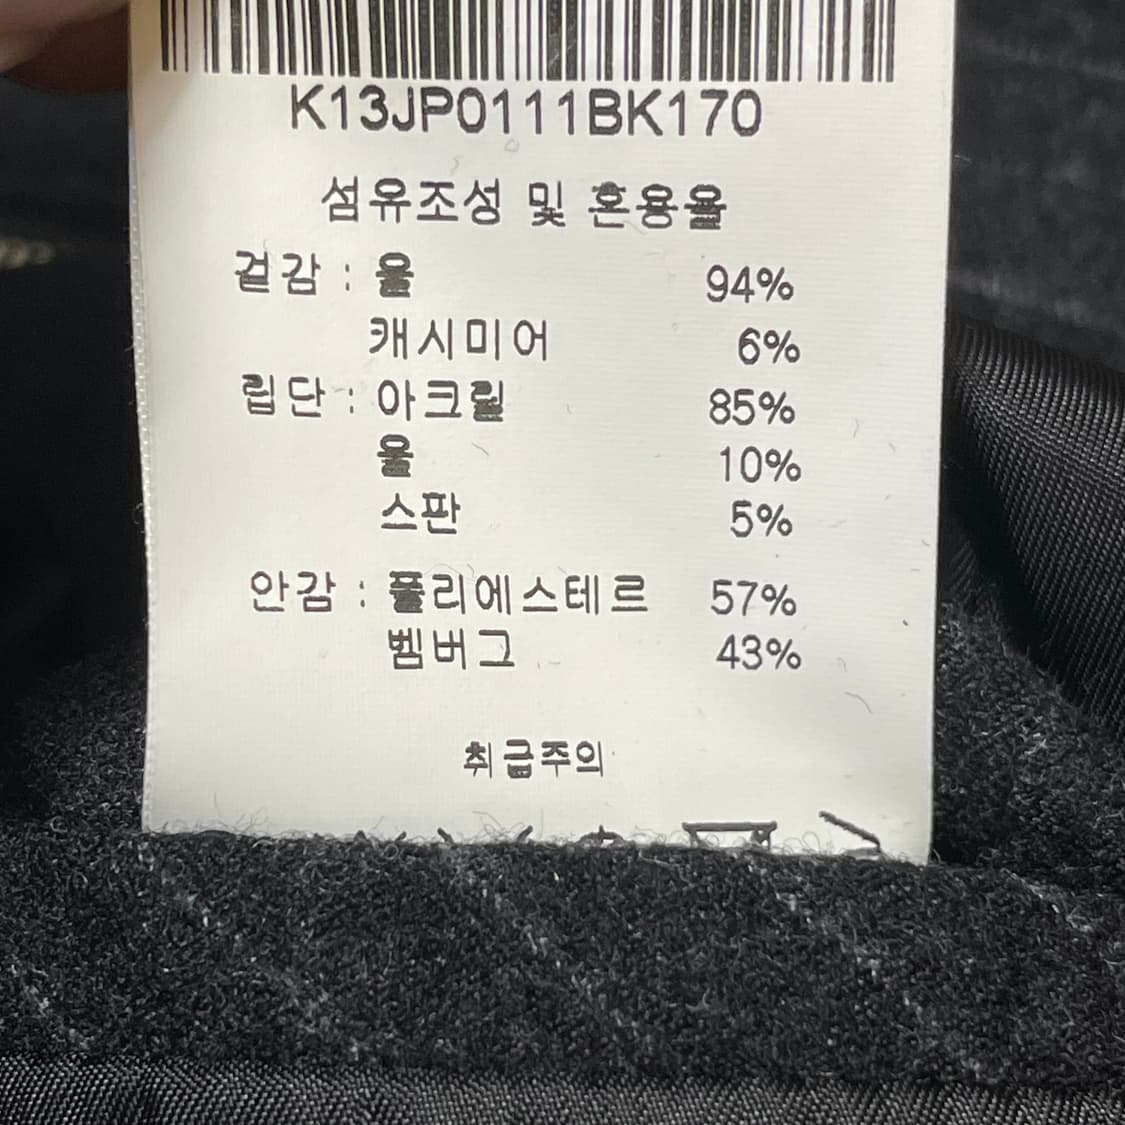 K13JP0111BK170
섬유조성 및 혼용율
겉감 : 울 94%
캐시미어 6%
립단 : 아크릴 85%
울 10%
스판 5%
안감 : 폴리에스테르 57%
벰버그 43%
취급주의